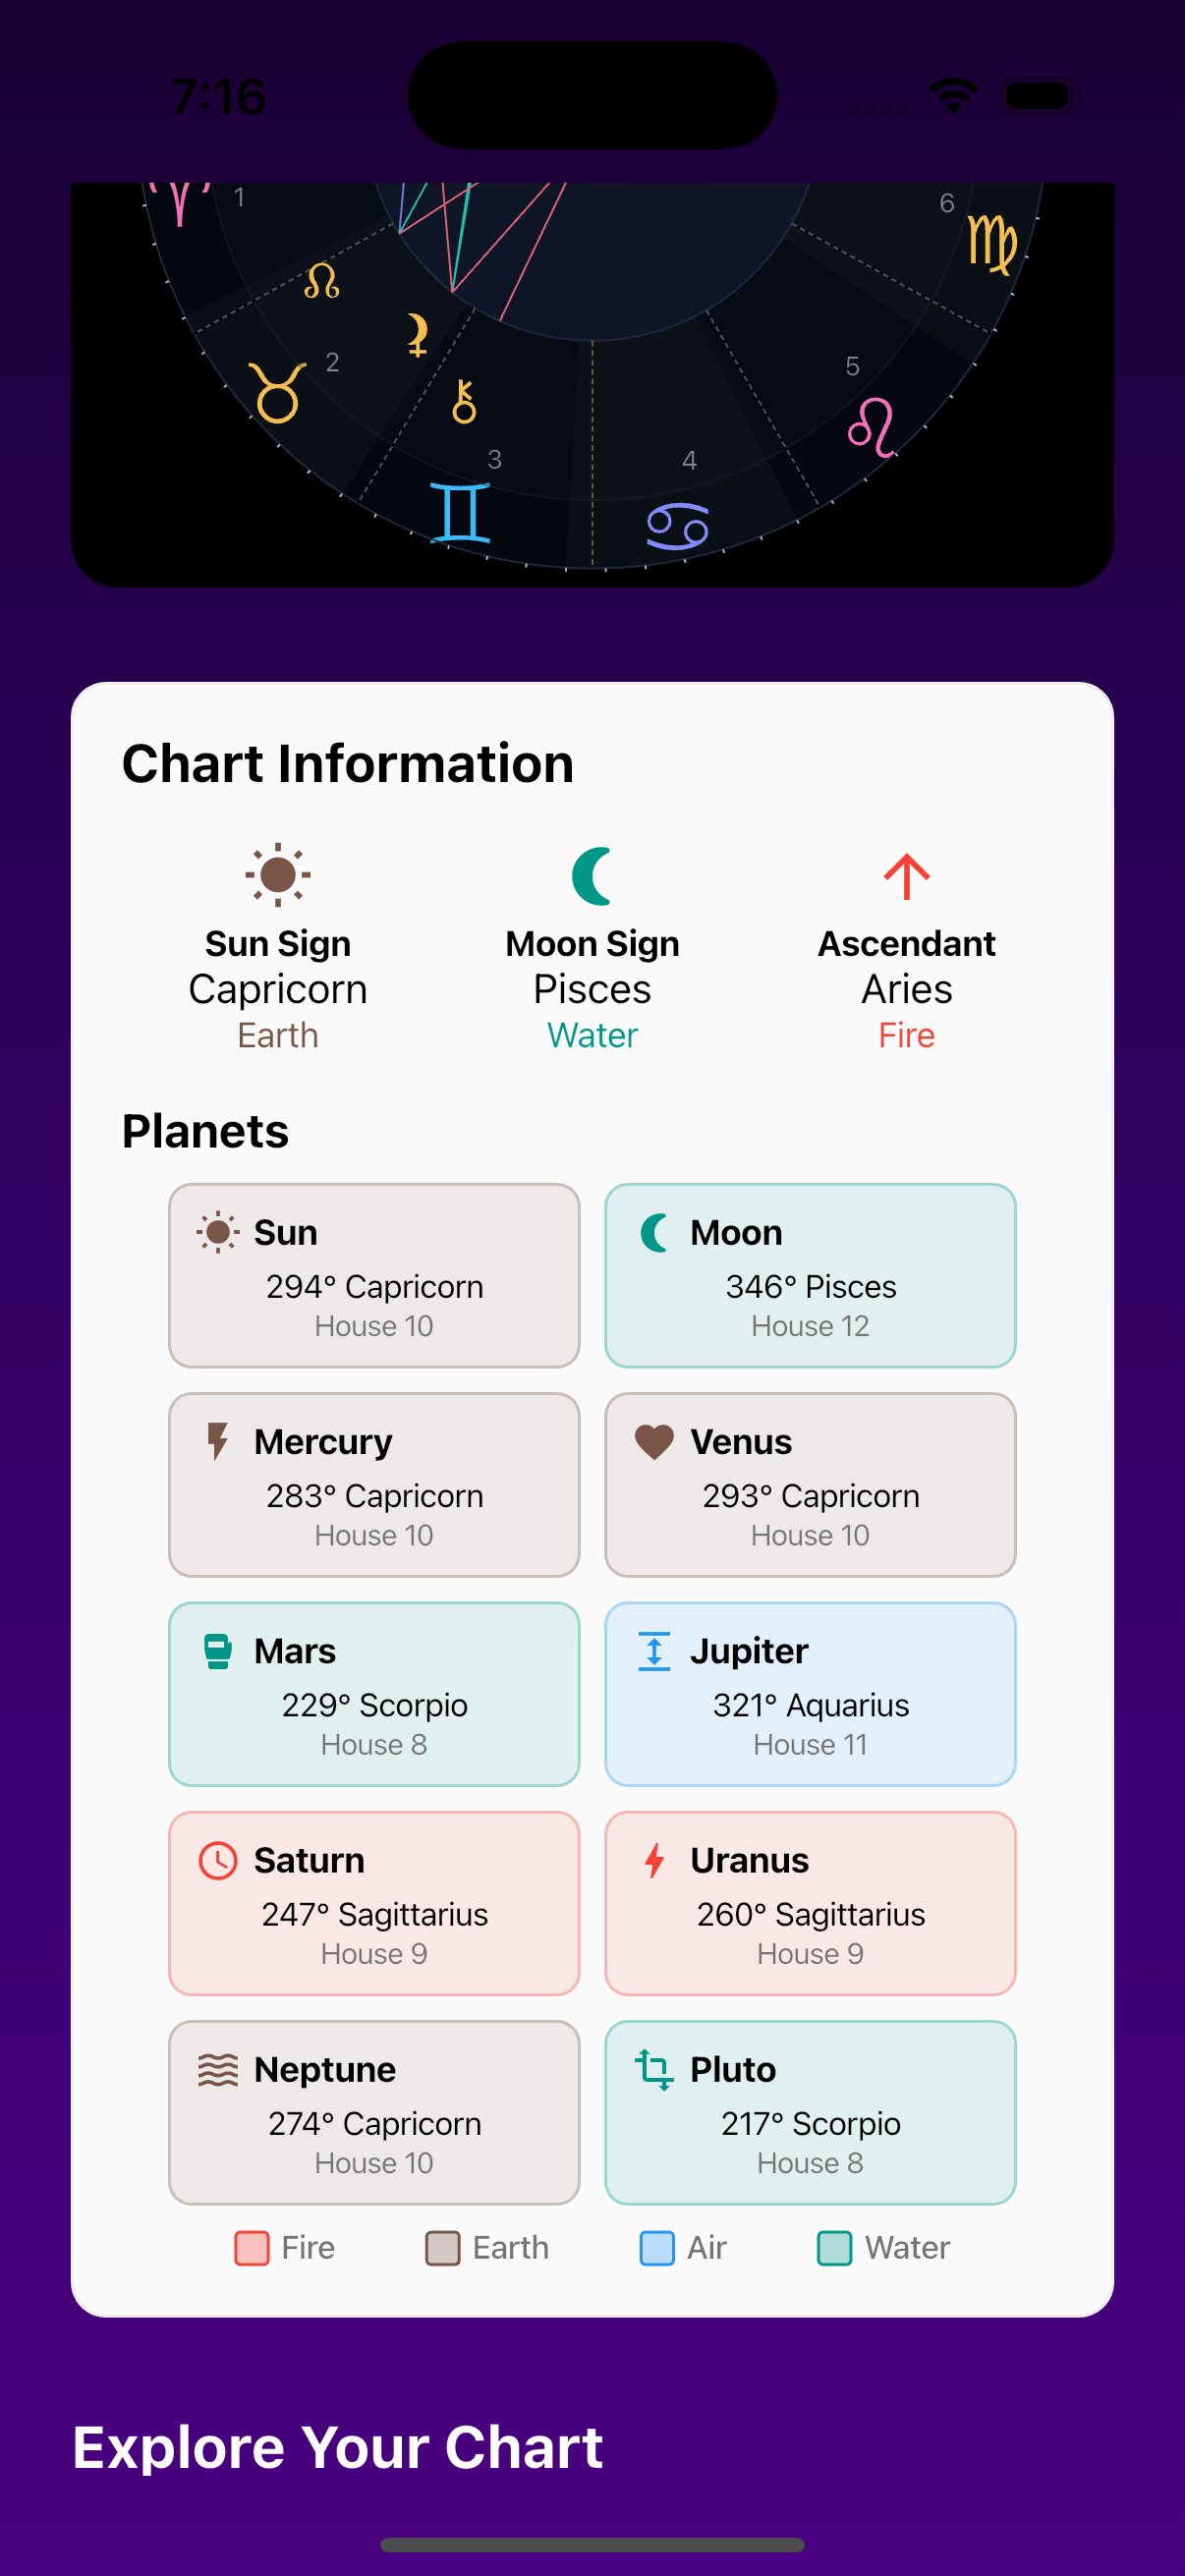 7:16
1
6
2
5
3
4
Chart Information
Sun Sign
Capricorn
Earth
Moon Sign
Pisces
Water
Ascendant
Aries
Fire
Planets
Sun
294° Capricorn
House 10
Moon
346° Pisces
House 12
Mercury
283° Capricorn
House 10
Venus
293° Capricorn
House 10
Mars
229° Scorpio
House 8
Jupiter
321° Aquarius
House 11
Saturn
247° Sagittarius
House 9
Uranus
260° Sagittarius
House 9
Neptune
274° Capricorn
House 10
Pluto
217° Scorpio
House 8
Fire Earth Air Water
Explore Your Chart